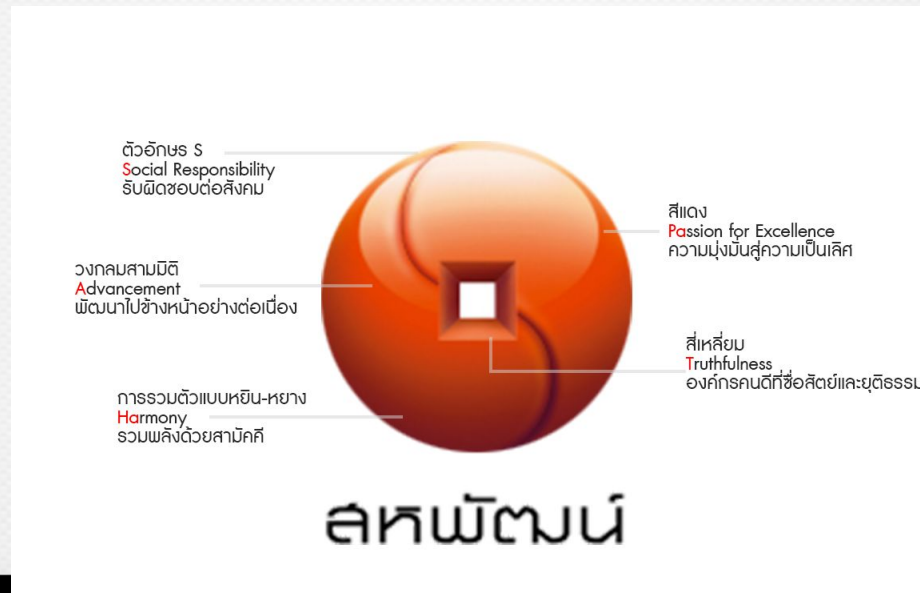 ตัวอักษร S
Social Responsibility
รับผิดชอบต่อสังคม
วงกลมสามมิติ
Advancement
พัฒนาไปข้างหน้าอย่างต่อเนื่อง
การรวมตัวแบบหยิน-หยาง
Harmony
รวมพลังด้วยสามัคคี
สีแดง
Passion for Excellence
ความมุ่งมั่นสู่ความเป็นเลิศ
สี่เหลี่ยม
Truthfulness
องค์กรคนดีที่ซื่อสัตย์และยุติธรรม
สหพัฒน์